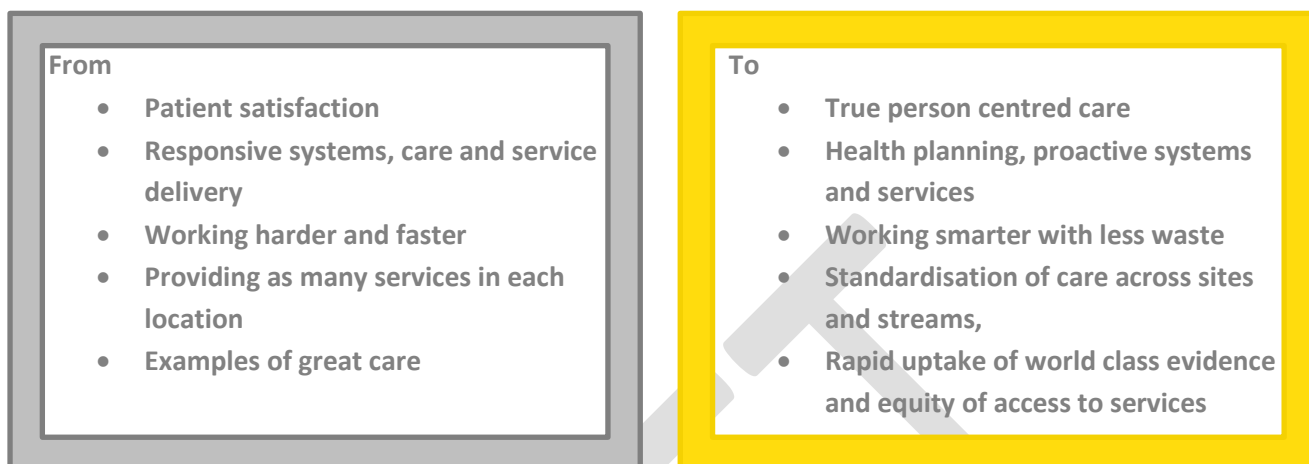 From
• Patient satisfaction
• Responsive systems, care and service
delivery
• Working harder and faster
• Providing as many services in each
location
• Examples of great care
To
• True person centred care
• Health planning, proactive systems
and services
• Working smarter with less waste
• Standardisation of care across sites
and streams,
• Rapid uptake of world class evidence
and equity of access to services